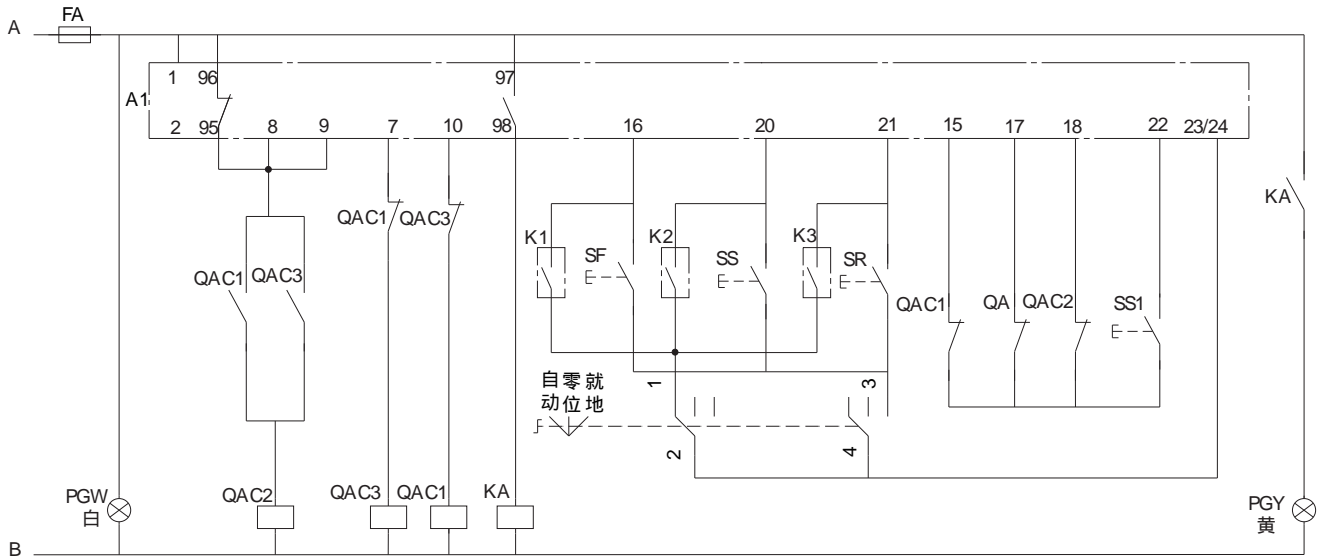 FA
A
1 96 97
A1
2 95 8 9 7 10 98 16 20 21 15 17 18 22 23/24
KA
QAC1 QAC3
K1 SF K2 SS K3 SR
QAC1 QAC3
QAC1 QA QAC2 SS1
自 零 就
动 位 地
1 3
2 4
PGW
白
QAC2 QAC3 QAC1 KA
PGY
黄
B